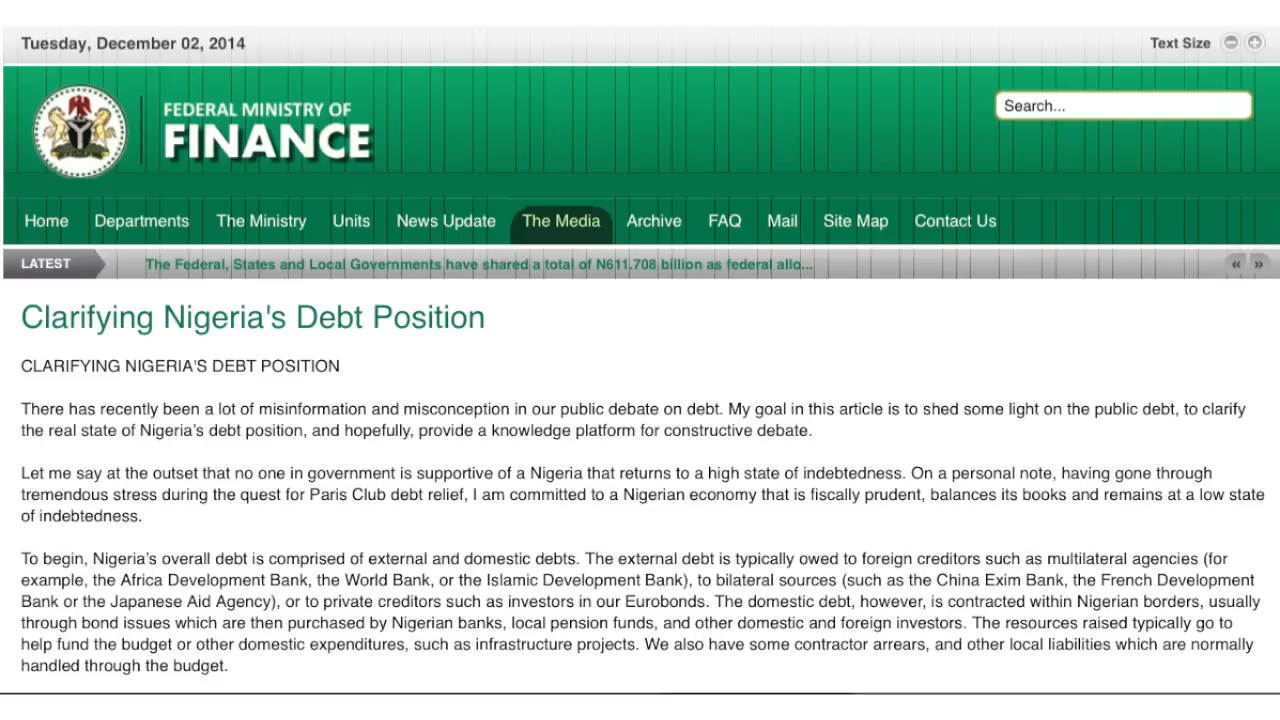 Tuesday, December 02, 2014
Text Size
FEDERAL MINISTRY OF
FINANCE
Search...
Home Departments The Ministry Units News Update The Media Archive FAQ Mail Site Map Contact Us
LATEST The Federal, States and Local Governments have shared a total of N611.708 billion as federal allo... « »
Clarifying Nigeria's Debt Position
CLARIFYING NIGERIA'S DEBT POSITION
There has recently been a lot of misinformation and misconception in our public debate on debt. My goal in this article is to shed some light on the public debt, to clarify
the real state of Nigeria’s debt position, and hopefully, provide a knowledge platform for constructive debate.
Let me say at the outset that no one in government is supportive of a Nigeria that returns to a high state of indebtedness. On a personal note, having gone through
tremendous stress during the quest for Paris Club debt relief, I am committed to a Nigerian economy that is fiscally prudent, balances its books and remains at a low state
of indebtedness.
To begin, Nigeria’s overall debt is comprised of external and domestic debts. The external debt is typically owed to foreign creditors such as multilateral agencies (for
example, the Africa Development Bank, the World Bank, or the Islamic Development Bank), to bilateral sources (such as the China Exim Bank, the French Development
Bank or the Japanese Aid Agency), or to private creditors such as investors in our Eurobonds. The domestic debt, however, is contracted within Nigerian borders, usually
through bond issues which are then purchased by Nigerian banks, local pension funds, and other domestic and foreign investors. The resources raised typically go to
help fund the budget or other domestic expenditures, such as infrastructure projects. We also have some contractor arrears, and other local liabilities which are normally
handled through the budget.